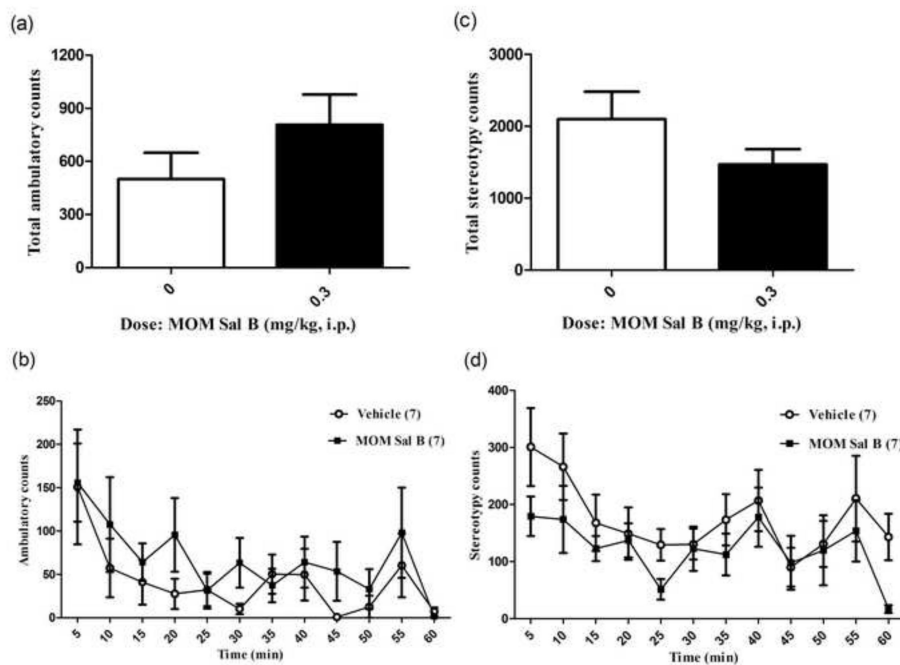 (a)
Total ambulatory counts
1200
900
600
300
0
0
0.3
Dose: MOM Sal B (mg/kg, i.p.)
(c)
Total stereotypy counts
3000
2000
1000
0
0
0.3
Dose: MOM Sal B (mg/kg, i.p.)
(b)
Ambulatory counts
250
200
150
100
50
0
Vehicle (7)
MOM Sal B (7)
5 10 15 20 25 30 35 40 45 50 55 60
Time (min)
(d)
Stereotypy counts
400
300
200
100
0
Vehicle (7)
MOM Sal B (7)
5 10 15 20 25 30 35 40 45 50 55 60
Time (min)